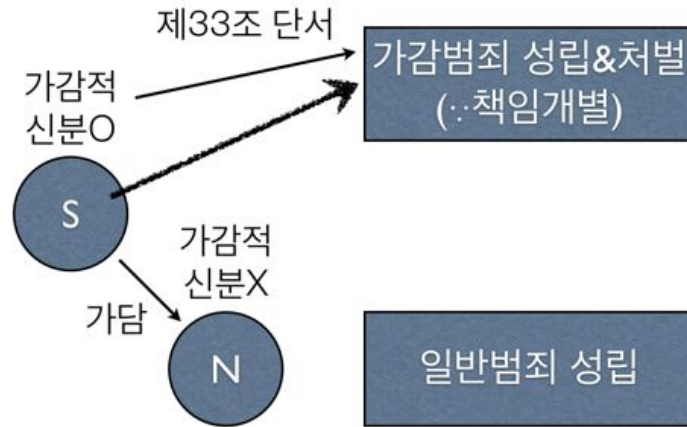 제33조 단서
가감범죄 성립&처벌
(∵책임개별)
가감적
신분O
S
가감적
신분X
가담
N
일반범죄 성립